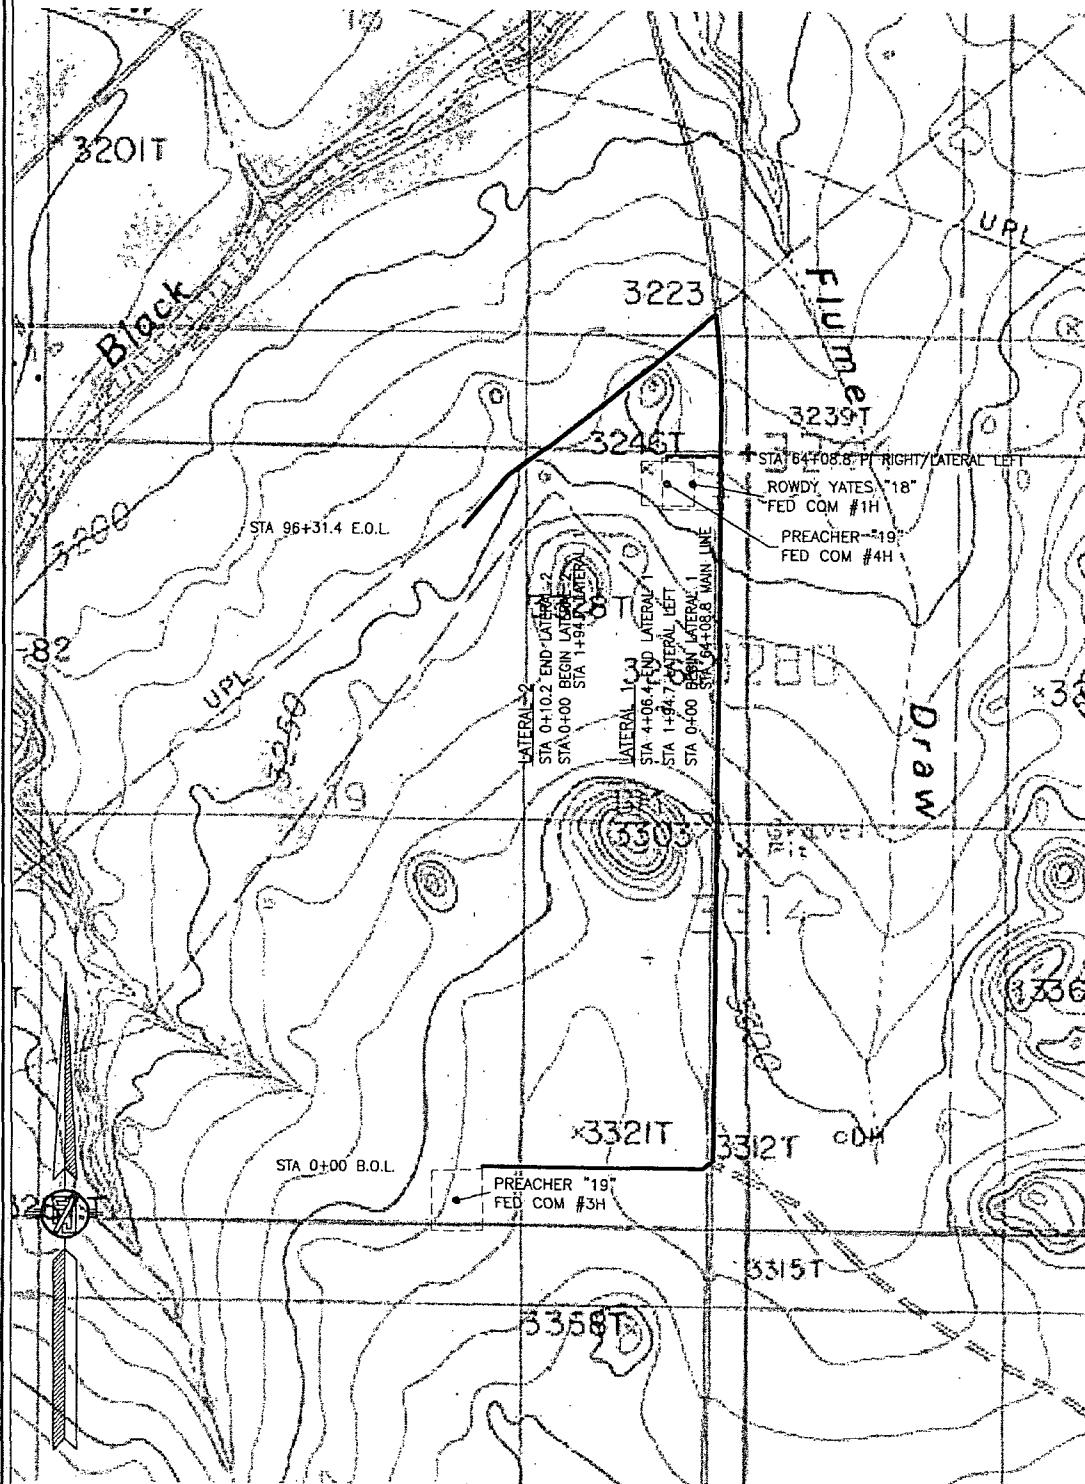 3201T
UPL
Black
3223
Flume
3239T
3246T
STA 64+08.8 PI RIGHT/LATERAL LEFT
ROWDY YATES "18"
FED COM #1H
PREACHER "19"
FED COM #4H
STA 96+31.4 E.O.L.
3200
82
UPL
3250
LATERAL 2
STA 0+10.2 END LATERAL 2
STA 0+00 BEGIN LATERAL 2
STA 1+94.7 LATERAL 1
LATERAL 1
STA 4+06.4 END LATERAL 1
STA 1+94.7 LATERAL LEFT
STA 0+00 BEGIN LATERAL 1
STA 64+08.8 MAIN LINE
3280
Draw
19
3303
Gravel
Pit
3314
336
3300
3321T
3312T
DH
STA 0+00 B.O.L.
PREACHER "19"
FED COM #3H
3315T
3358T